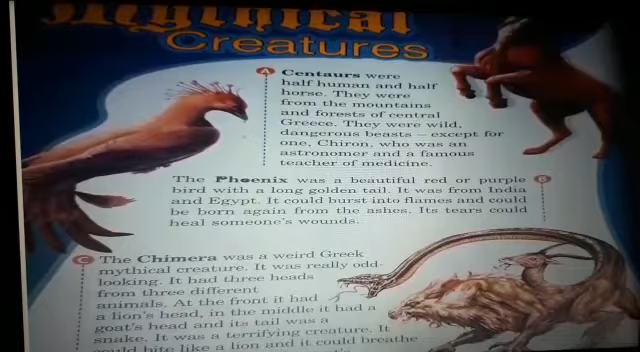 Mythical
Creatures
A Centaurs were
half human and half
horse. They were
from the mountains
and forests of central
Greece. They were wild,
dangerous beasts – except for
one, Chiron, who was an
astronomer and a famous
teacher of medicine.
The Phoenix was a beautiful red or purple B
bird with a long golden tail. It was from India
and Egypt. It could burst into flames and could
be born again from the ashes. Its tears could
heal someone's wounds.
C The Chimera was a weird Greek
mythical creature. It was really odd-
looking. It had three heads
from three different
animals. At the front it had
a lion's head, in the middle it had a
goat's head and its tail was a
snake. It was a terrifying creature. It
could bite like a lion and it could breathe